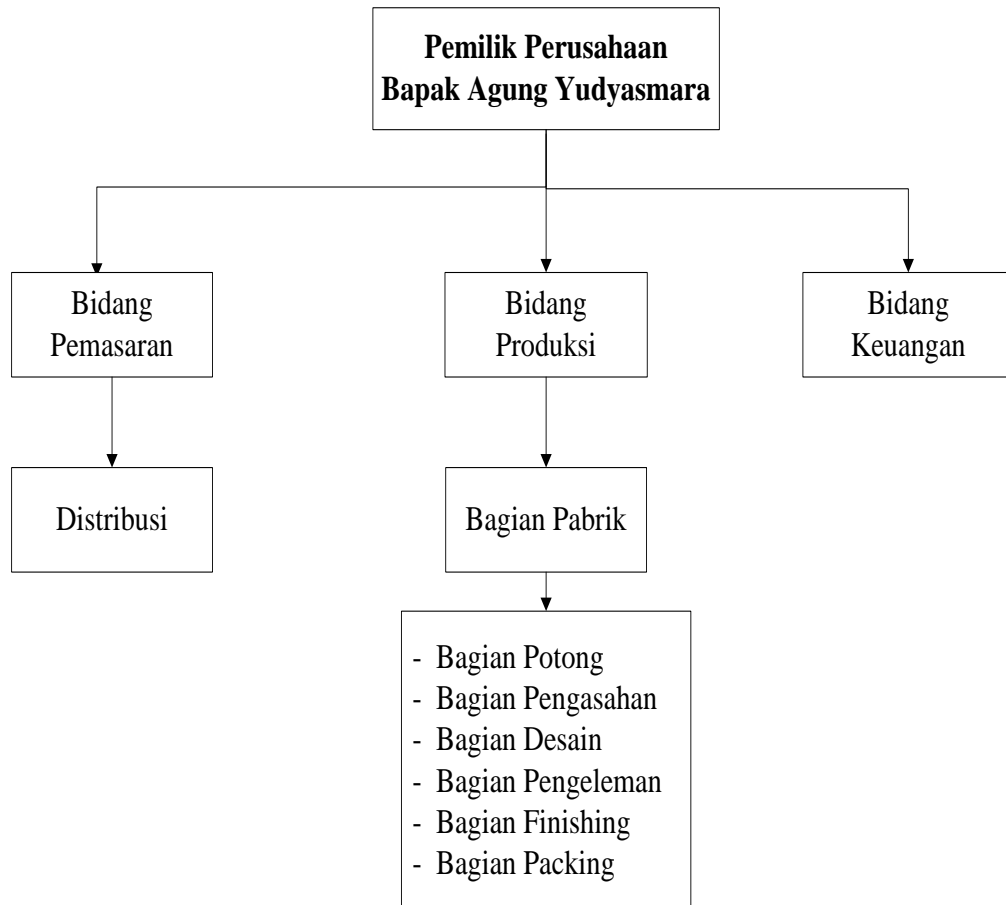 Pemilik Perusahaan
Bapak Agung Yudyasmara
Bidang
Pemasaran
Bidang
Produksi
Bidang
Keuangan
Distribusi
Bagian Pabrik
- Bagian Potong
- Bagian Pengasahan
- Bagian Desain
- Bagian Pengeleman
- Bagian Finishing
- Bagian Packing